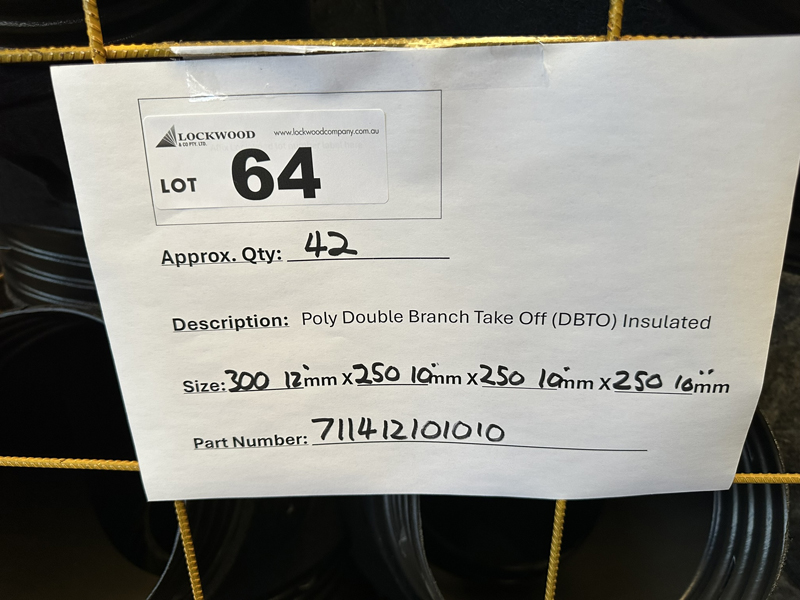 LOCKWOOD www.lockwoodcompany.com.au
& CO PTY. LTD.
LOT 64
Approx. Qty: 42
Description: Poly Double Branch Take Off (DBTO) Insulated
Size: 300 12"mm X 250 10"mm X 250 10"mm X 250 10"mm
Part Number: 711412101010